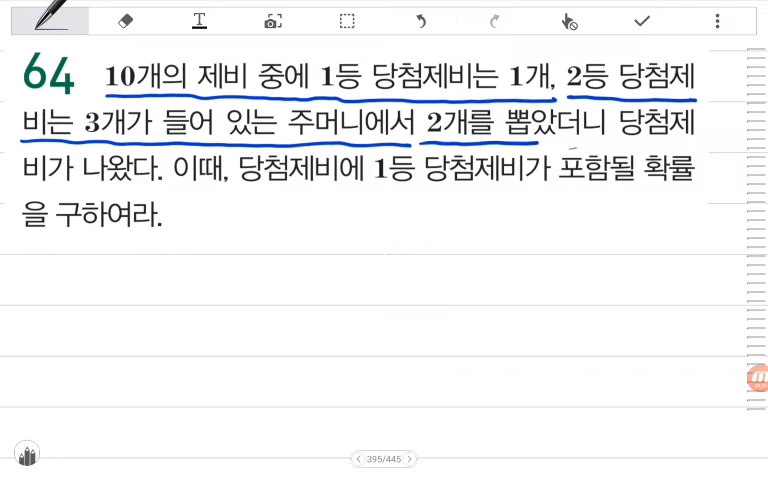 T
64 10개의 제비 중에 1등 당첨제비는 1개, 2등 당첨제
비는 3개가 들어 있는 주머니에서 2개를 뽑았더니 당첨제
비가 나왔다. 이때, 당첨제비에 1등 당첨제비가 포함될 확률
을 구하여라.
395/445